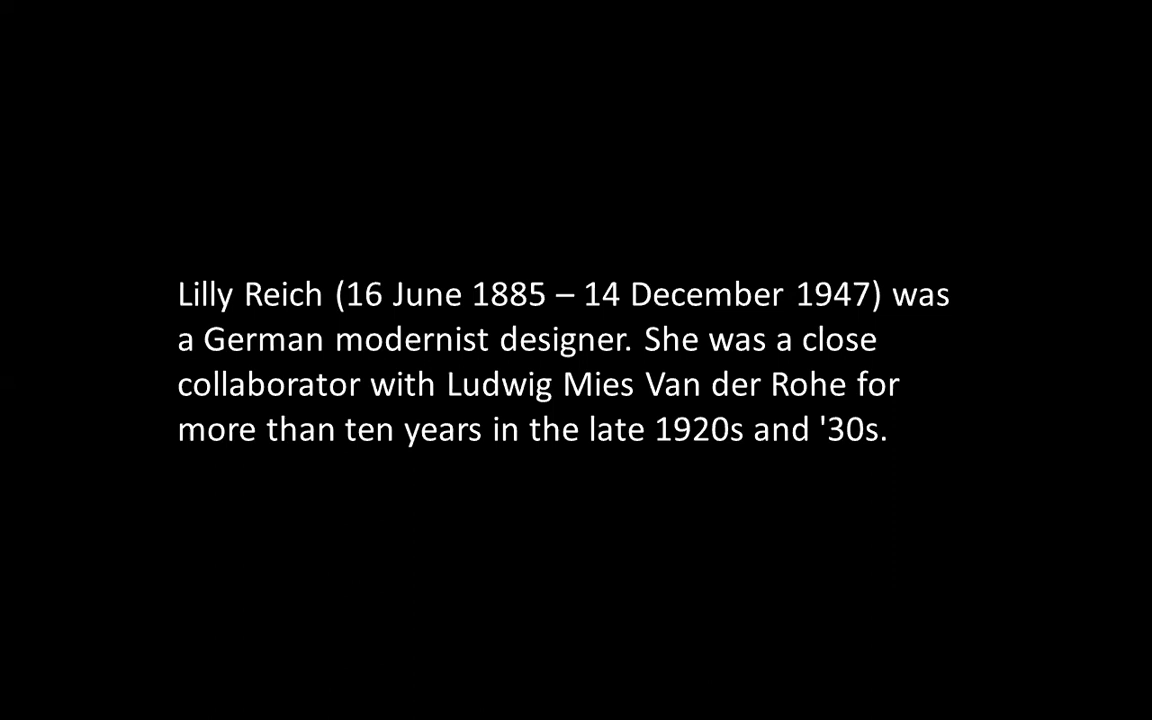 Lilly Reich (16 June 1885 – 14 December 1947) was
a German modernist designer. She was a close
collaborator with Ludwig Mies Van der Rohe for
more than ten years in the late 1920s and '30s.